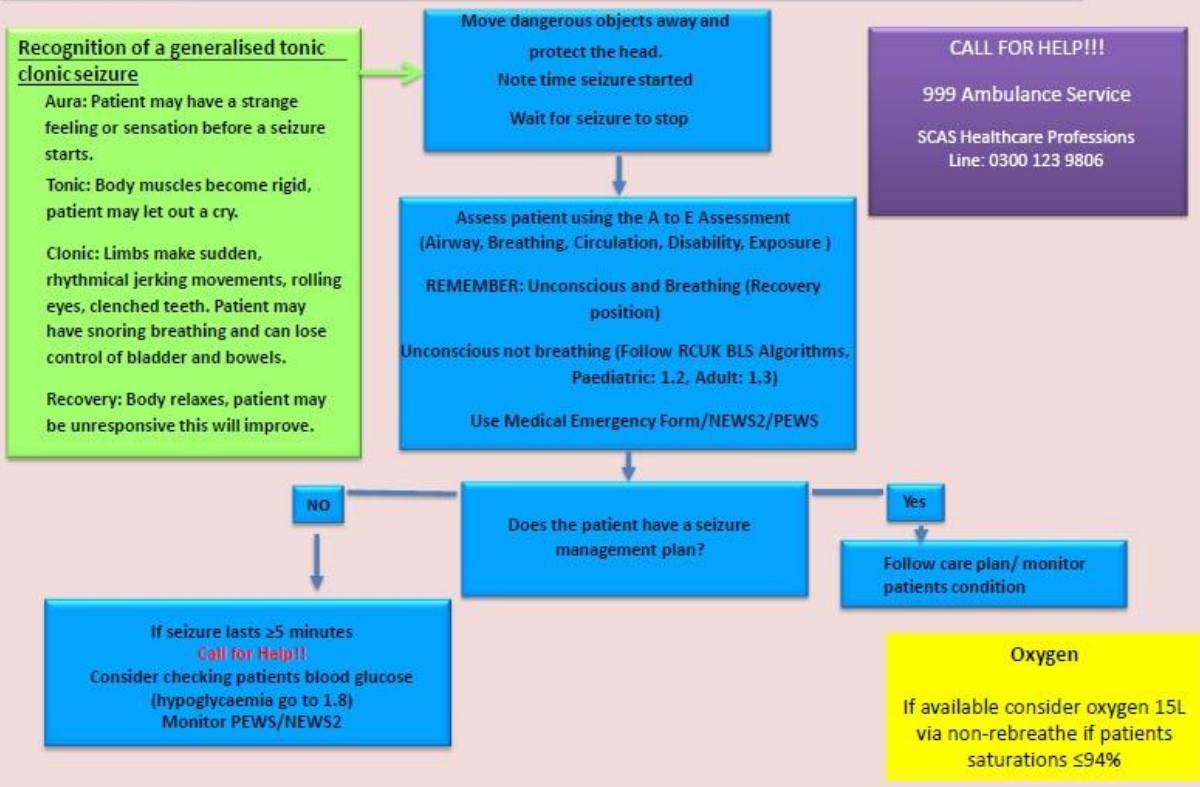 Recognition of a generalised tonic
clonic seizure
Aura: Patient may have a strange
feeling or sensation before a seizure
starts.
Tonic: Body muscles become rigid,
patient may let out a cry.
Clonic: Limbs make sudden,
rhythmical jerking movements, rolling
eyes, clenched teeth. Patient may
have snoring breathing and can lose
control of bladder and bowels.
Recovery: Body relaxes, patient may
be unresponsive this will improve.
Move dangerous objects away and
protect the head.
Note time seizure started
Wait for seizure to stop
CALL FOR HELP!!!
999 Ambulance Service
SCAS Healthcare Professions
Line: 0300 123 9806
Assess patient using the A to E Assessment
(Airway, Breathing, Circulation, Disability, Exposure )
REMEMBER: Unconscious and Breathing (Recovery
position)
Unconscious not breathing (Follow RCUK BLS Algorithms,
Paediatric: 1.2, Adult: 1.3)
Use Medical Emergency Form/NEWS2/PEWS
Does the patient have a seizure
management plan?
NO
Yes
If seizure lasts ≥5 minutes
Call for Help!!
Consider checking patients blood glucose
(hypoglycaemia go to 1.8)
Monitor PEWS/NEWS2
Follow care plan/ monitor
patients condition
Oxygen
If available consider oxygen 15L
via non-rebreathe if patients
saturations ≤94%